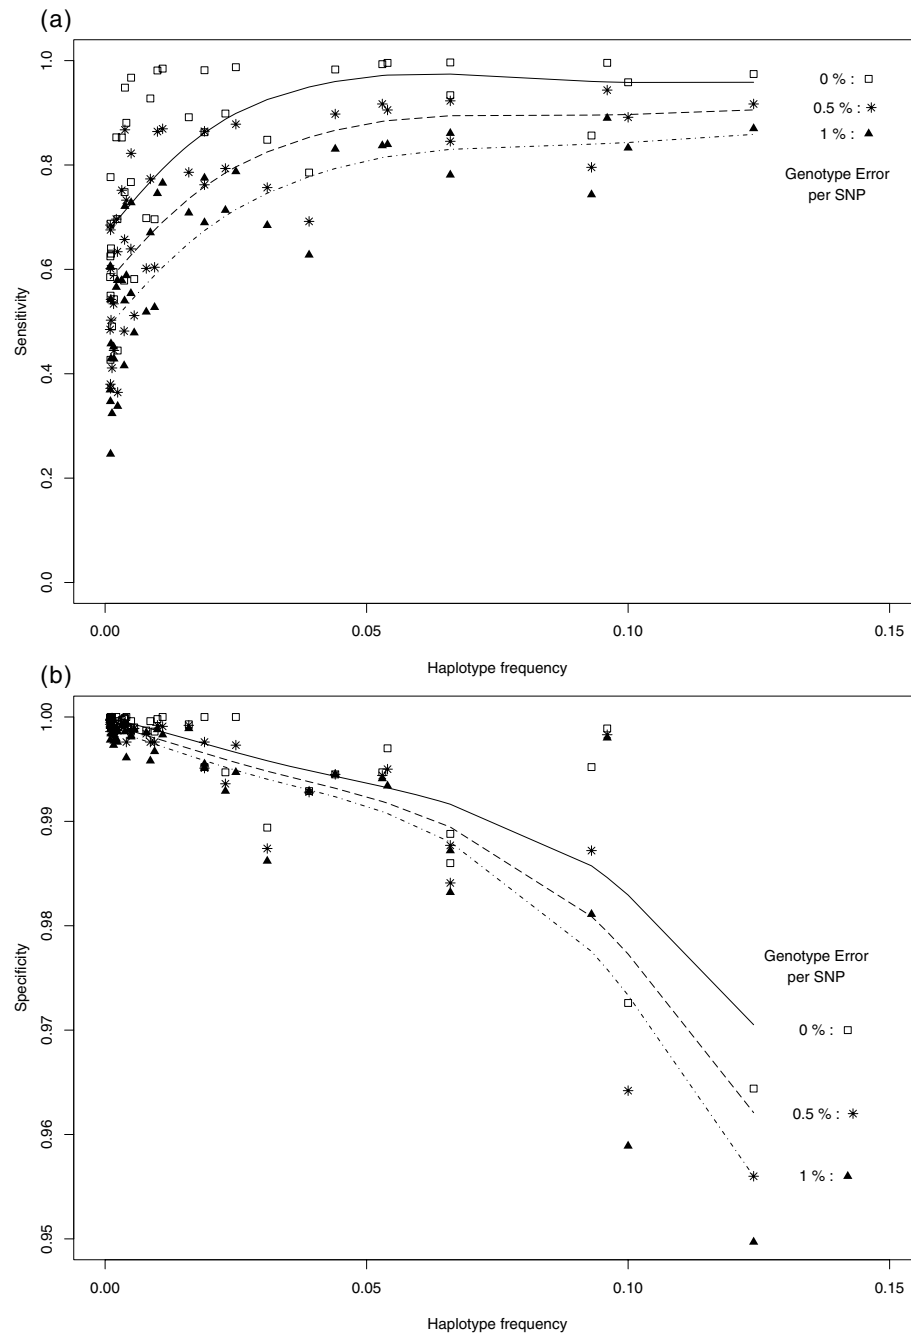 (a)
1.0
0.8
0.6
0.4
0.2
0.0
Sensitivity
0 % :
0.5 % :
1 % :
Genotype Error
per SNP
0.00 0.05 0.10 0.15
Haplotype frequency
(b)
1.00
0.99
0.98
0.97
0.96
0.95
Specificity
Genotype Error
per SNP
0 % :
0.5 % :
1 % :
0.00 0.05 0.10 0.15
Haplotype frequency